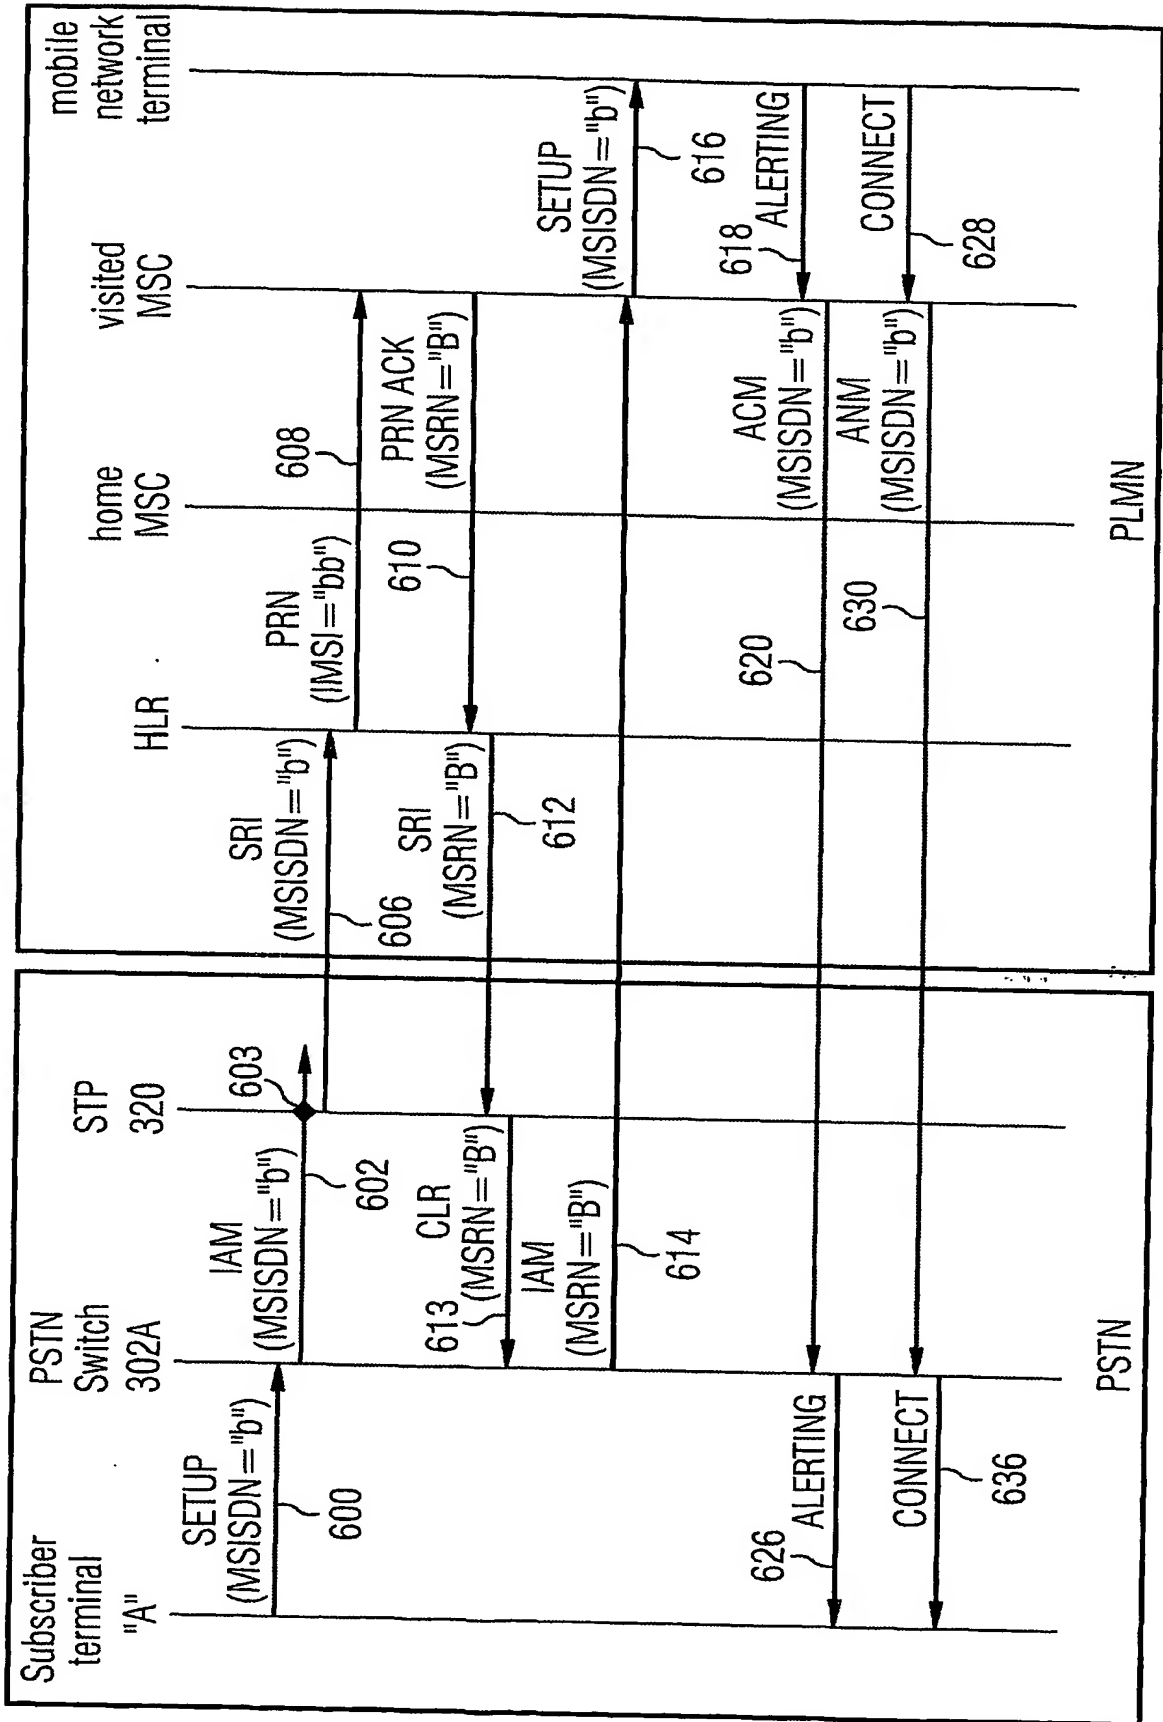 Subscriber
terminal
"A"
PSTN
Switch
302A
STP
320
HLR
home
MSC
visited
MSC
mobile
network
terminal
SETUP
(MSISDN="b")
600
IAM
(MSISDN="b")
602
603
SRI
(MSISDN="b")
606
PRN
(IMSI="bb")
608
PRN ACK
(MSRN="B")
610
SRI
(MSRN="B")
612
CLR
(MSRN="B")
613
IAM
(MSRN="B")
614
SETUP
(MSISDN="b")
616
ALERTING
618
ACM
(MSISDN="b")
620
ALERTING
626
CONNECT
628
ANM
(MSISDN="b")
630
CONNECT
636
PSTN
PLMN